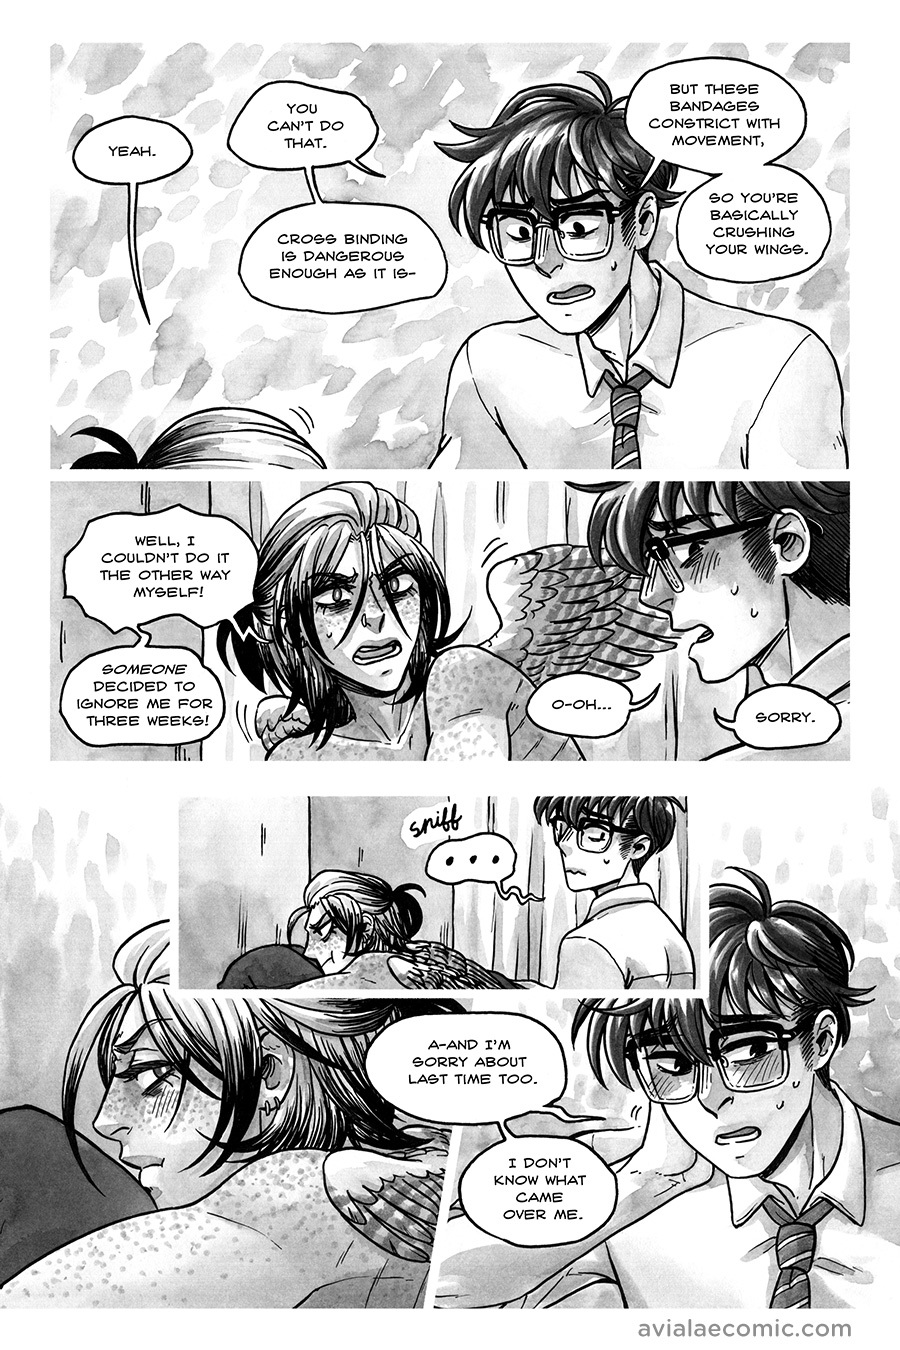 YEAH.
YOU
CAN'T DO
THAT.
CROSS BINDING
IS DANGEROUS
ENOUGH AS IT IS-
BUT THESE
BANDAGES
CONSTRICT WITH
MOVEMENT,
SO YOU'RE
BASICALLY
CRUSHING
YOUR WINGS.
WELL, I
COULDN'T DO IT
THE OTHER WAY
MYSELF!
SOMEONE
DECIDED TO
IGNORE ME FOR
THREE WEEKS!
O-OH...
SORRY.
sniff
...
A-AND I'M
SORRY ABOUT
LAST TIME TOO.
I DON'T
KNOW WHAT
CAME
OVER ME.
avialaecomic.com